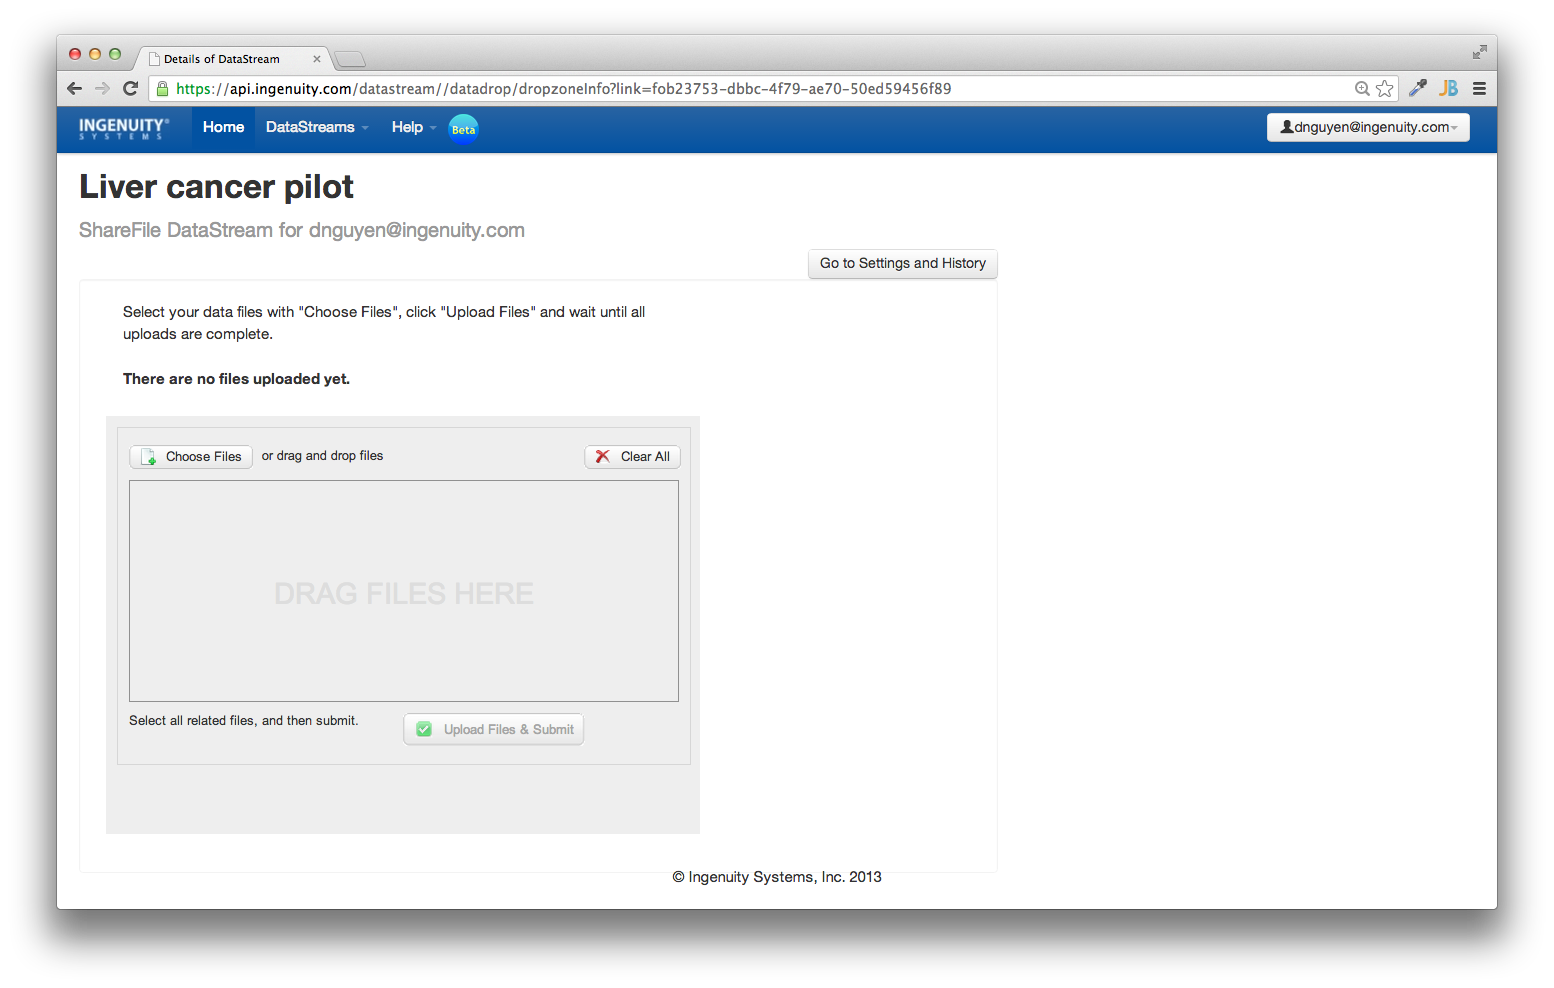 Details of DataStream
https://api.ingenuity.com/datastream//datadrop/dropzoneInfo?link=fob23753-dbbc-4f79-ae70-50ed59456f89
JB
INGENUITY®
SYSTEMS
Home
DataStreams
Help
Beta
dnguyen@ingenuity.com
Liver cancer pilot
ShareFile DataStream for dnguyen@ingenuity.com
Go to Settings and History
Select your data files with "Choose Files", click "Upload Files" and wait until all
uploads are complete.
There are no files uploaded yet.
Choose Files
or drag and drop files
Clear All
DRAG FILES HERE
Select all related files, and then submit.
Upload Files & Submit
© Ingenuity Systems, Inc. 2013